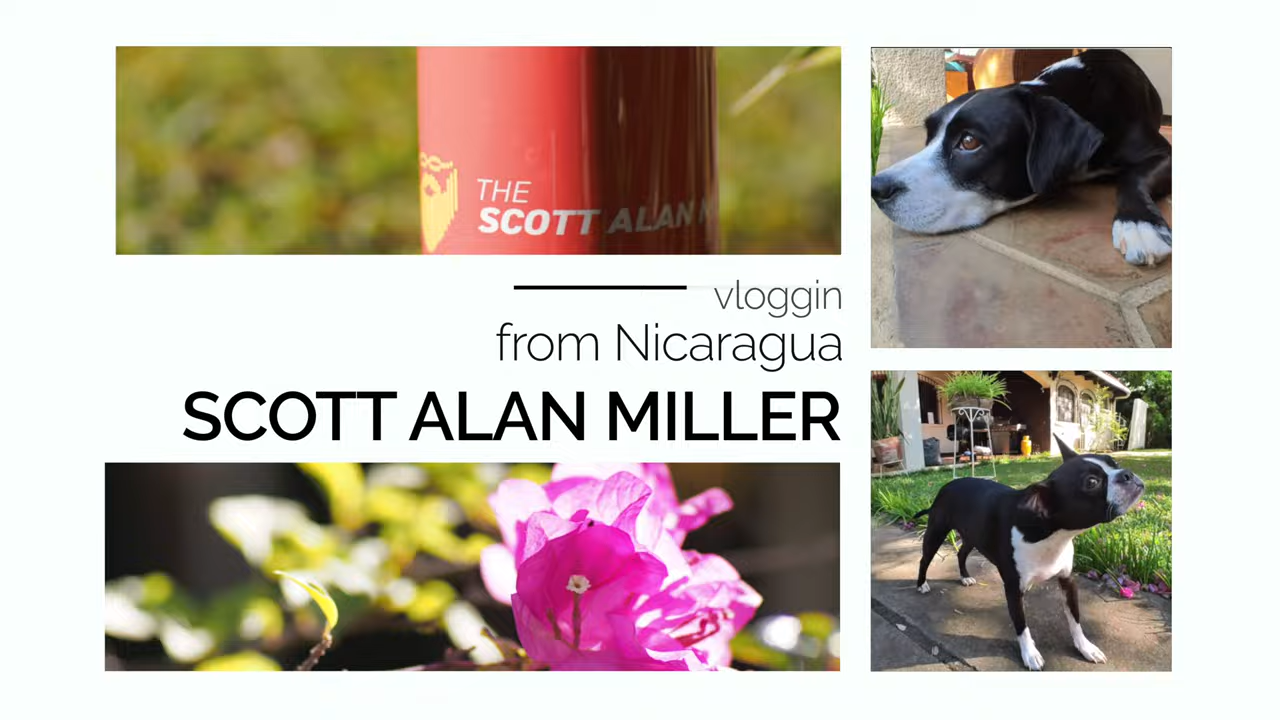 THE
SCOTT ALAN
vloggin
from Nicaragua
SCOTT ALAN MILLER